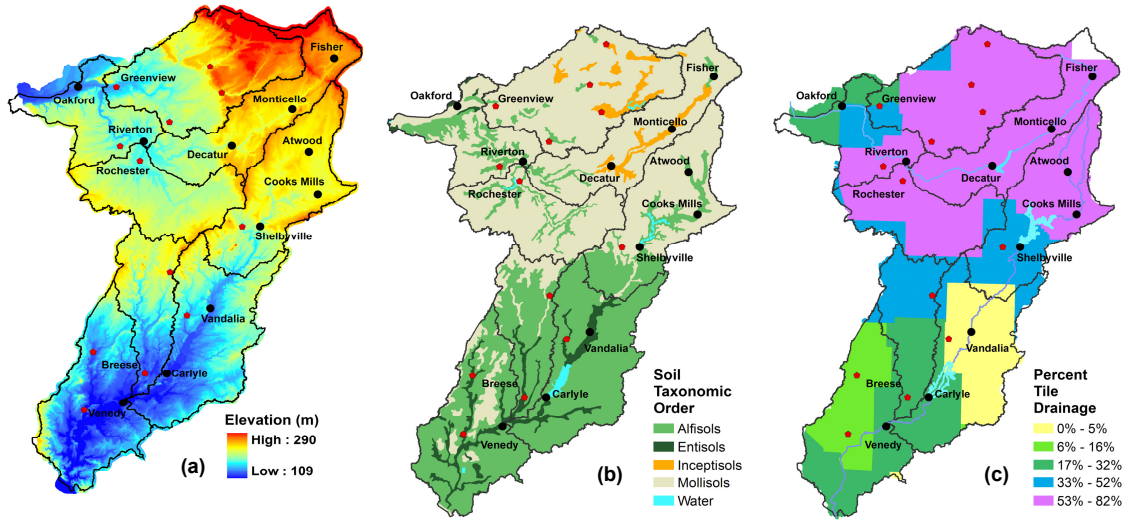 Fisher
Greenview
Oakford
Monticello
Riverton
Decatur
Atwood
Rochester
Cooks Mills
Shelbyville
Vandalia
Breese
Carlyle
Venedy
Elevation (m)
High : 290
Low : 109
(a)
Fisher
Oakford
Greenview
Monticello
Riverton
Atwood
Decatur
Rochester
Cooks Mills
Shelbyville
Vandalia
Breese
Carlyle
Venedy
Soil
Taxonomic
Order
Alfisols
Entisols
Inceptisols
Mollisols
Water
(b)
Fisher
Oakford
Greenview
Monticello
Riverton
Atwood
Decatur
Rochester
Cooks Mills
Shelbyville
Vandalia
Breese
Carlyle
Venedy
Percent
Tile
Drainage
0% - 5%
6% - 16%
17% - 32%
33% - 52%
53% - 82%
(c)